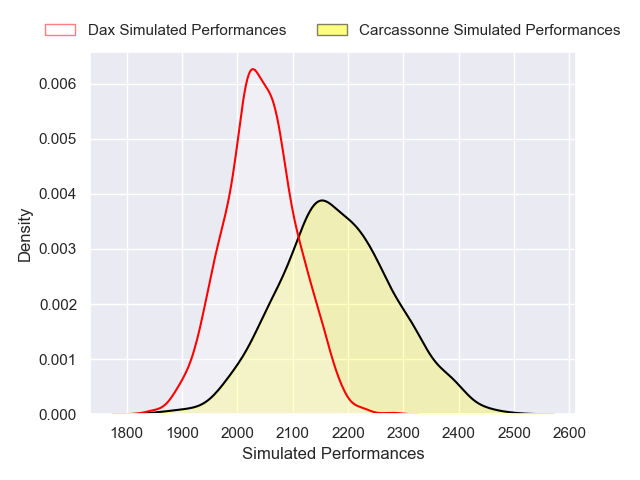 Dax Simulated Performances Carcassonne Simulated Performances
0.006
0.005
0.004
0.003
0.002
0.001
0.000
Density
1800 1900 2000 2100 2200 2300 2400 2500 2600
Simulated Performances